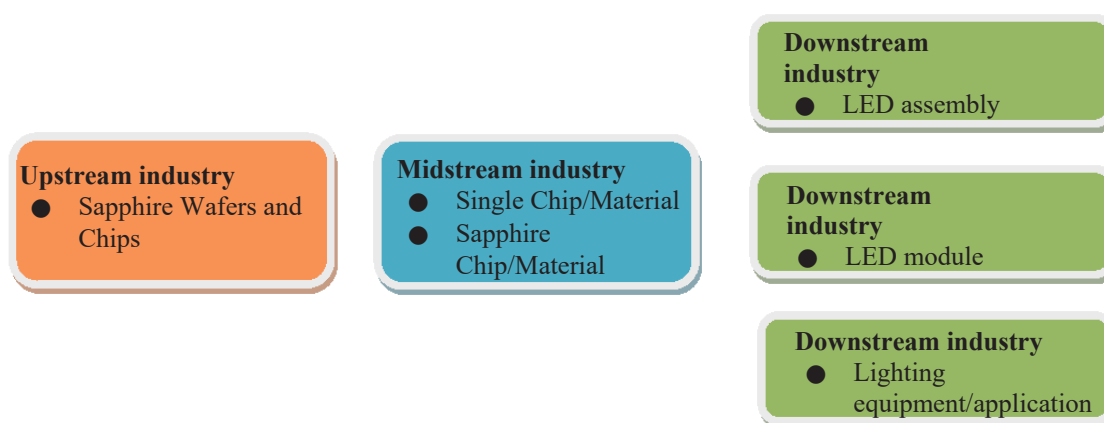 Upstream industry
● Sapphire Wafers and
Chips
Midstream industry
● Single Chip/Material
● Sapphire
Chip/Material
Downstream
industry
● LED assembly
Downstream
industry
● LED module
Downstream industry
● Lighting
equipment/application